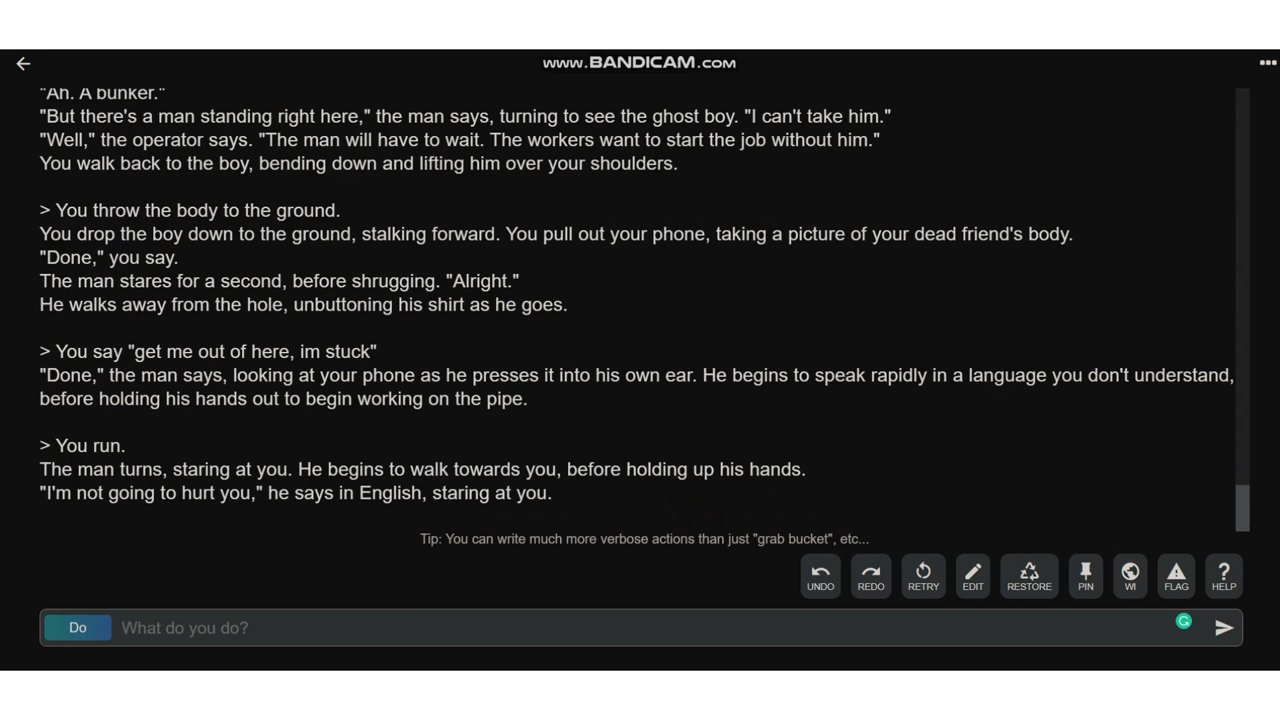 www.BANDICAM.com
"Ah. A bunker."
"But there's a man standing right here," the man says, turning to see the ghost boy. "I can't take him."
"Well," the operator says. "The man will have to wait. The workers want to start the job without him."
You walk back to the boy, bending down and lifting him over your shoulders.
> You throw the body to the ground.
You drop the boy down to the ground, stalking forward. You pull out your phone, taking a picture of your dead friend's body.
"Done," you say.
The man stares for a second, before shrugging. "Alright."
He walks away from the hole, unbuttoning his shirt as he goes.
> You say "get me out of here, im stuck"
"Done," the man says, looking at your phone as he presses it into his own ear. He begins to speak rapidly in a language you don't understand,
before holding his hands out to begin working on the pipe.
> You run.
The man turns, staring at you. He begins to walk towards you, before holding up his hands.
"I'm not going to hurt you," he says in English, staring at you.
Tip: You can write much more verbose actions than just "grab bucket", etc...
UNDO REDO RETRY EDIT RESTORE PIN WI FLAG HELP
Do What do you do?